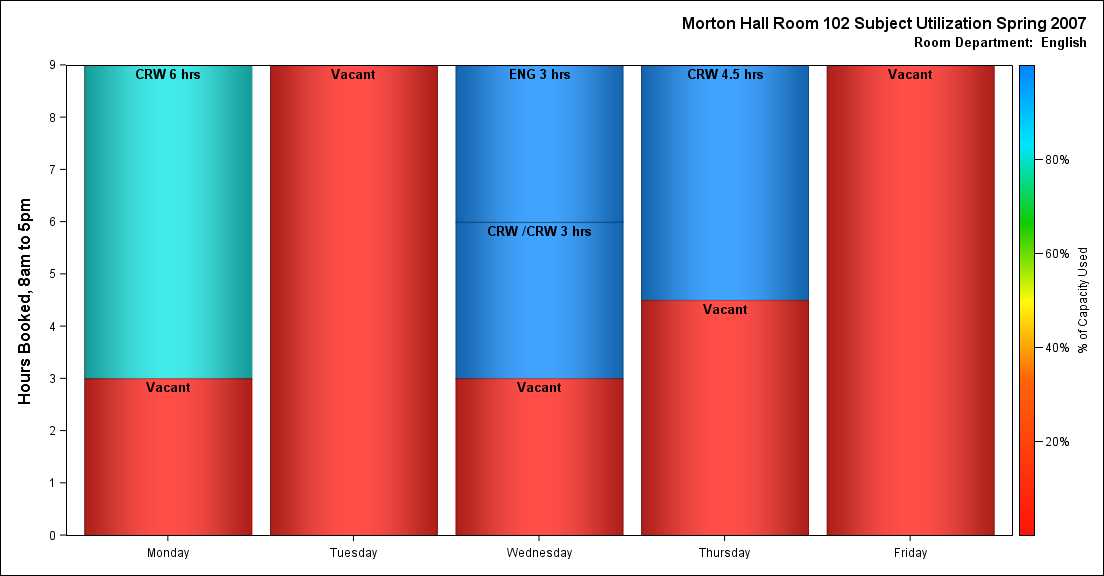 Morton Hall Room 102 Subject Utilization Spring 2007
Room Department:  English
Hours Booked, 8am to 5pm
9
8
7
6
5
4
3
2
1
0
CRW 6 hrs
Vacant
Vacant
ENG 3 hrs
CRW /CRW 3 hrs
Vacant
CRW 4.5 hrs
Vacant
Vacant
Monday
Tuesday
Wednesday
Thursday
Friday
80%
60%
40%
20%
% of Capacity Used